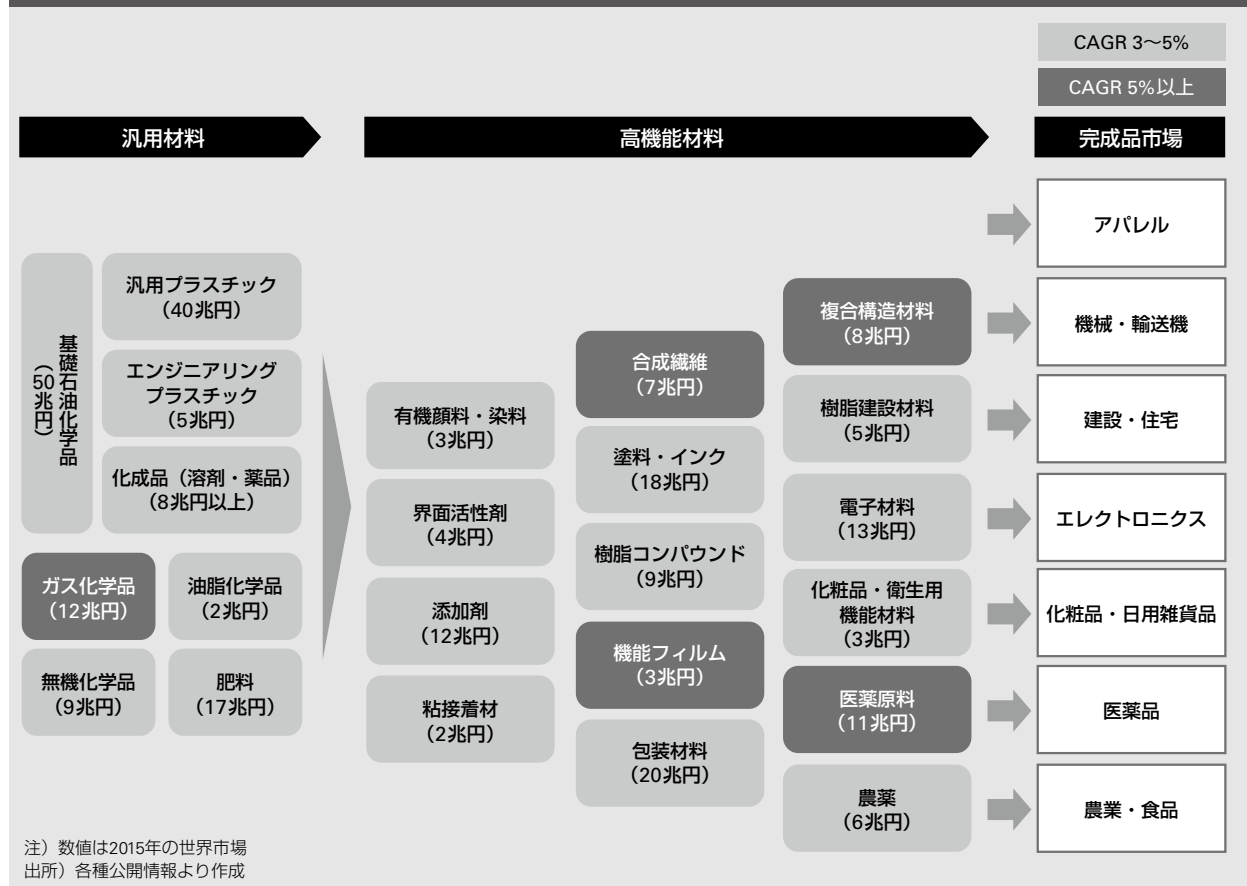 CAGR 3〜5%
CAGR 5%以上
汎用材料
高機能材料
完成品市場
基礎石油化学品
（50兆円）
汎用プラスチック
（40兆円）
エンジニアリング
プラスチック
（5兆円）
化成品（溶剤・薬品）
（8兆円以上）
ガス化学品
（12兆円）
油脂化学品
（2兆円）
無機化学品
（9兆円）
肥料
（17兆円）
有機顔料・染料
（3兆円）
界面活性剤
（4兆円）
添加剤
（12兆円）
粘接着材
（2兆円）
合成繊維
（7兆円）
塗料・インク
（18兆円）
樹脂コンパウンド
（9兆円）
機能フィルム
（3兆円）
包装材料
（20兆円）
複合構造材料
（8兆円）
樹脂建設材料
（5兆円）
電子材料
（13兆円）
化粧品・衛生用
機能材料
（3兆円）
医薬原料
（11兆円）
農薬
（6兆円）
アパレル
機械・輸送機
建設・住宅
エレクトロニクス
化粧品・日用雑貨品
医薬品
農業・食品
注）数値は2015年の世界市場
出所）各種公開情報より作成